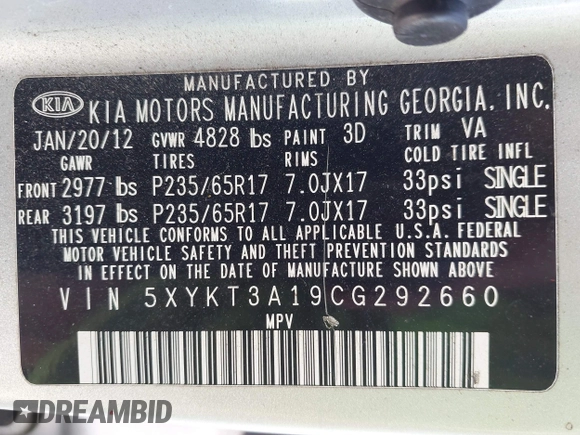 MANUFACTURED BY
KIA KIA MOTORS MANUFACTURING GEORGIA, INC.
JAN/20/12 GVWR 4828 lbs PAINT 3D TRIM VA
GAWR TIRES RIMS COLD TIRE INFL
FRONT 2977 lbs P235/65R17 7.0JX17 33psi SINGLE
REAR 3197 lbs P235/65R17 7.0JX17 33psi SINGLE
THIS VEHICLE CONFORMS TO ALL APPLICABLE U.S.A. FEDERAL
MOTOR VEHICLE SAFETY AND THEFT PREVENTION STANDARDS
IN EFFECT ON THE DATE OF MANUFACTURE SHOWN ABOVE.
VIN 5XYKT3A19CG292660
MPV
DREAMBID